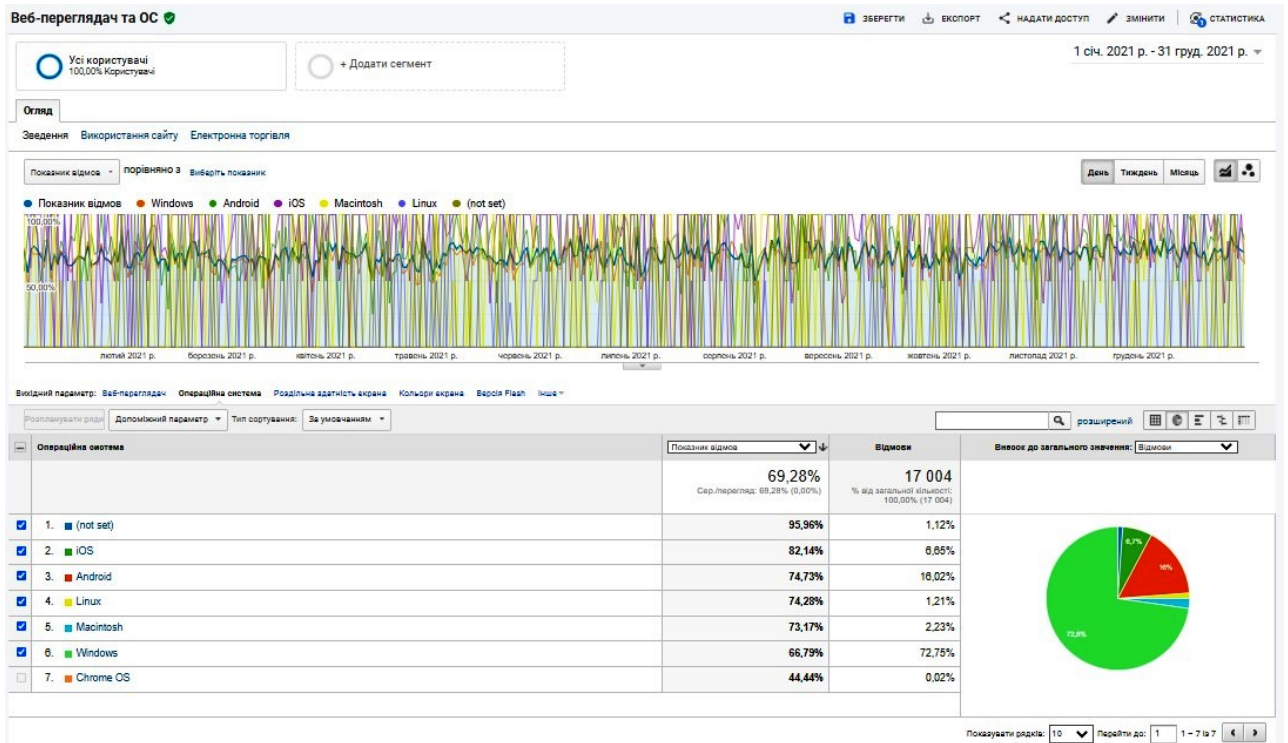 Веб-переглядач та ОС
ЗБЕРЕГТИ ЕКСПОРТ НАДАТИ ДОСТУП ЗМІНИТИ СТАТИСТИКА
1 січ. 2021 р. - 31 груд. 2021 р.
Усі користувачі
100,00% Користувачі
+ Додати сегмент
Огляд
Зведення Використання сайту Електронна торгівля
Показник відмов порівняно з Виберіть показник
День Тиждень Місяць
Показник відмов Windows Android iOS Macintosh Linux (not set)
100,00%
50,00%
лютий 2021 р. березень 2021 р. квітень 2021 р. травень 2021 р. червень 2021 р. липень 2021 р. серпень 2021 р. вересень 2021 р. жовтень 2021 р. листопад 2021 р. грудень 2021 р.
Вихідний параметр: Веб-переглядач Операційна система Роздільна здатність екрана Кольори екрана Версія Flash Інше
Розпланувати ряди Допоміжний параметр Тип сортування: За умовчанням
розширений
Операційна система Показник відмов Відмови Внесок до загального значення: Відмови
69,28% 17 004
Сер./перегляд: 69,28% (0,00%) % від загальної кількості:
100,00% (17 004)
1. (not set) 95,96% 1,12%
2. iOS 82,14% 6,65%
3. Android 74,73% 16,02%
4. Linux 74,28% 1,21%
5. Macintosh 73,17% 2,23%
6. Windows 66,79% 72,75%
7. Chrome OS 44,44% 0,02%
6,7%
16%
72,8%
Показувати рядків: 10 Перейти до: 1 1 – 7 із 7